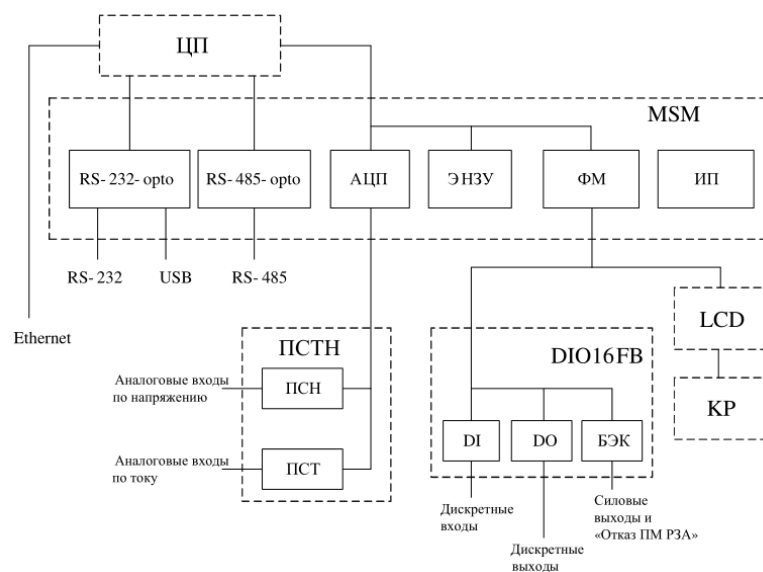 ЦП
MSM
RS-232-opto
RS-485-opto
АЦП
ЭНЗУ
ФМ
ИП
RS-232
USB
RS-485
Ethernet
ПСТН
LCD
DIO16FB
Аналоговые входы
по напряжению
ПСН
KP
DI
DO
БЭК
Аналоговые входы
по току
ПСТ
Дискретные
входы
Силовые
выходы и
«Отказ ПМ РЗА»
Дискретные
выходы